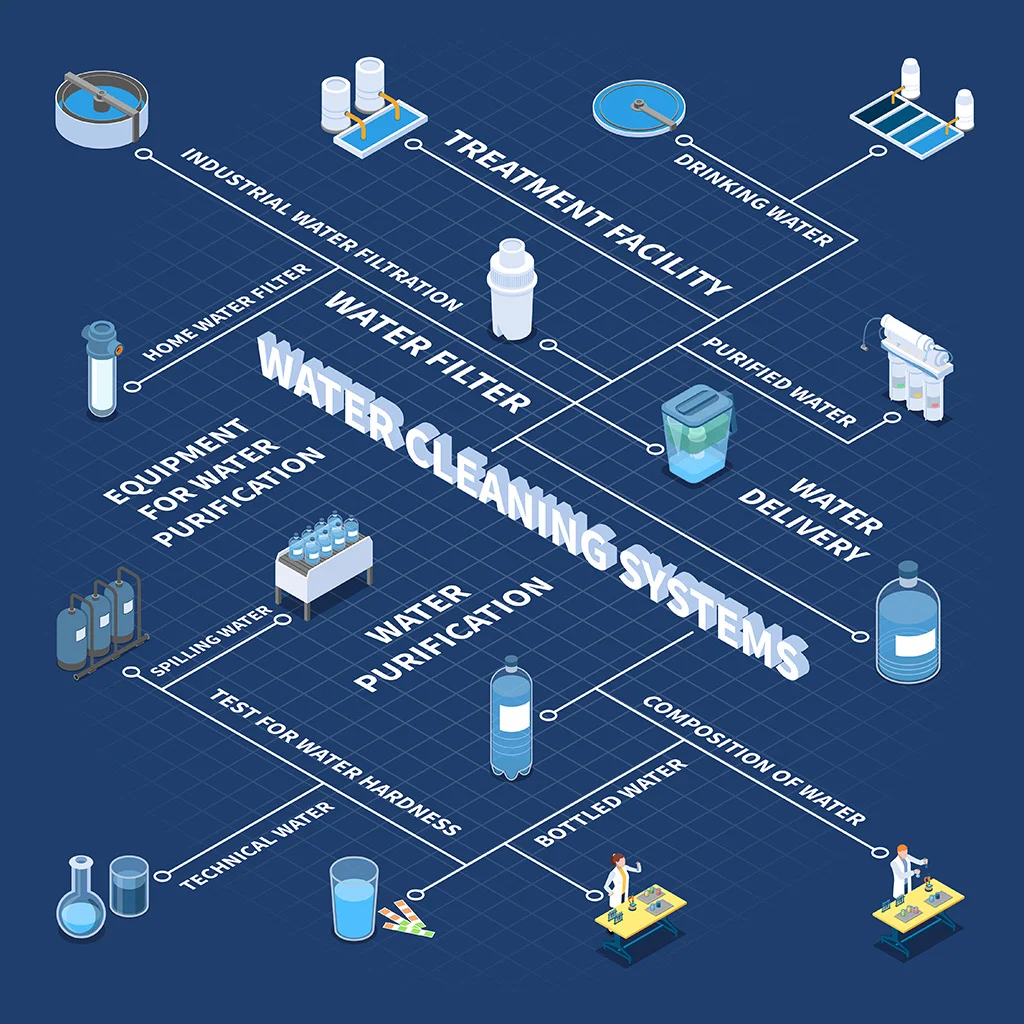 INDUSTRIAL WATER FILTRATION
TREATMENT FACILITY
DRINKING WATER
HOME WATER FILTER
WATER FILTER
PURIFIED WATER
WATER CLEANING SYSTEMS
EQUIPMENT
FOR WATER
PURIFICATION
WATER
DELIVERY
SPILLING WATER
WATER
PURIFICATION
TEST FOR WATER HARDNESS
COMPOSITION OF WATER
BOTTLED WATER
TECHNICAL WATER